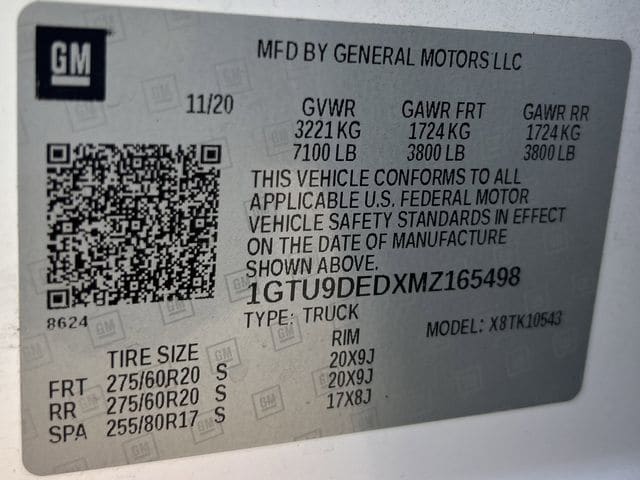 GM
MFD BY GENERAL MOTORS LLC
11/20 GVWR GAWR FRT GAWR RR
3221 KG 1724 KG 1724 KG
7100 LB 3800 LB 3800 LB
THIS VEHICLE CONFORMS TO ALL
APPLICABLE U.S. FEDERAL MOTOR
VEHICLE SAFETY STANDARDS IN EFFECT
ON THE DATE OF MANUFACTURE
SHOWN ABOVE.
1GTU9DEDXMZ165498
8624
TYPE: TRUCK MODEL: X8TK10543
TIRE SIZE RIM
FRT 275/60R20 S 20X9J
RR 275/60R20 S 20X9J
SPA 255/80R17 S 17X8J